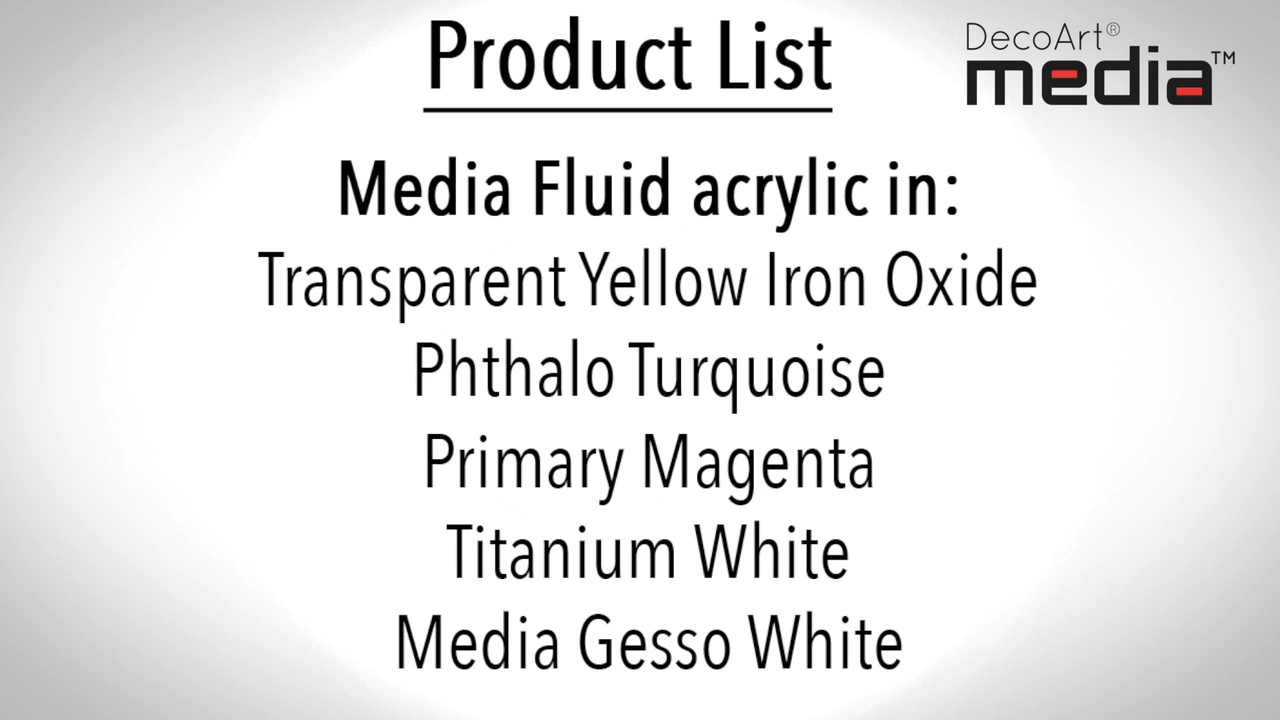 Product List
DecoArt®
media™
Media Fluid acrylic in:
Transparent Yellow Iron Oxide
Phthalo Turquoise
Primary Magenta
Titanium White
Media Gesso White